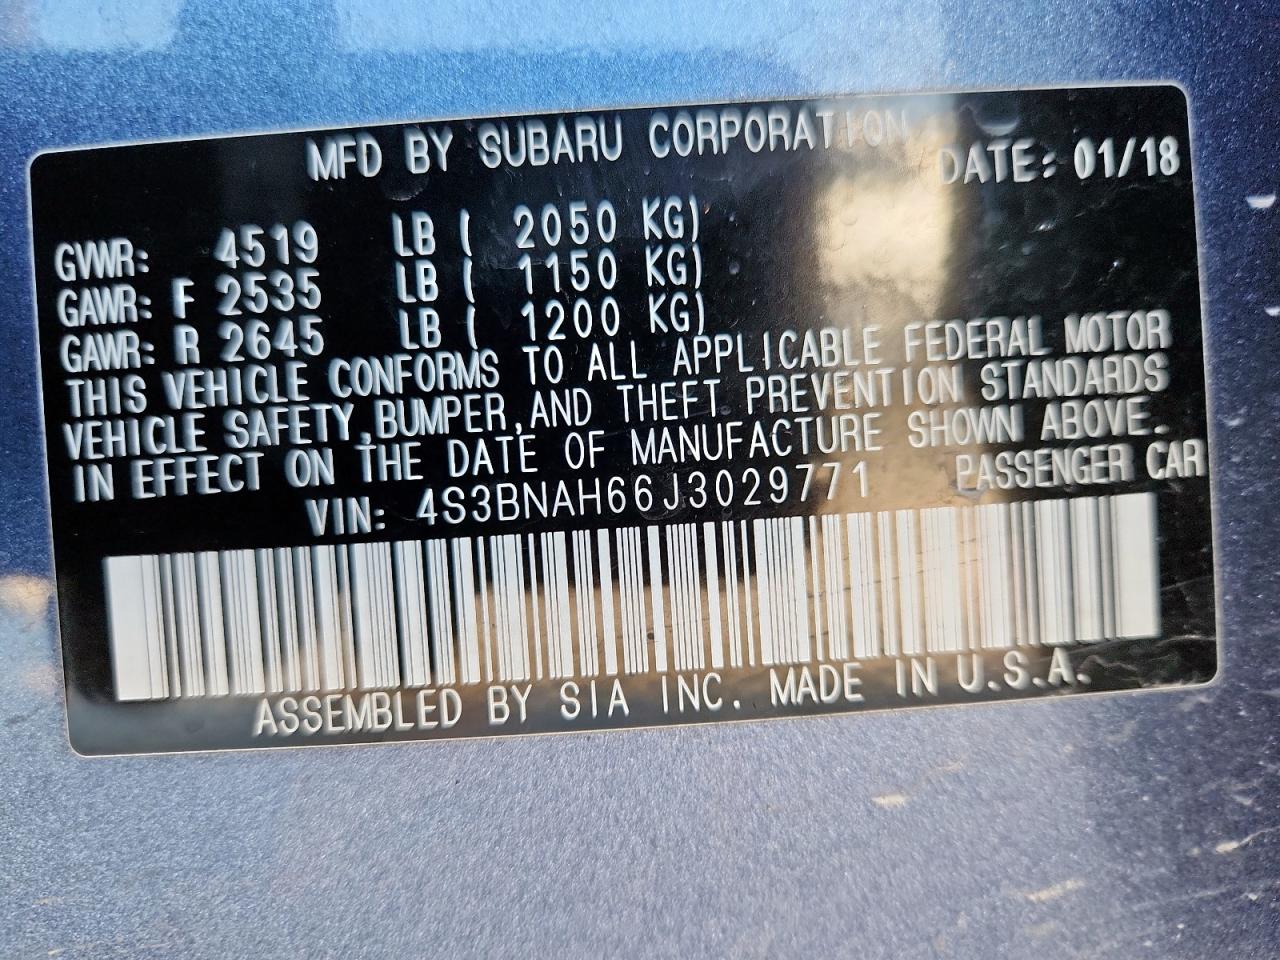 MFD BY SUBARU CORPORATION DATE: 01/18
GVWR: 4519 LB ( 2050 KG)
GAWR: F 2535 LB ( 1150 KG)
GAWR: R 2645 LB ( 1200 KG)
THIS VEHICLE CONFORMS TO ALL APPLICABLE FEDERAL MOTOR
VEHICLE SAFETY,BUMPER,AND THEFT PREVENTION STANDARDS
IN EFFECT ON THE DATE OF MANUFACTURE SHOWN ABOVE.
VIN: 4S3BNAH66J3029771 PASSENGER CAR
ASSEMBLED BY SIA INC. MADE IN U.S.A.